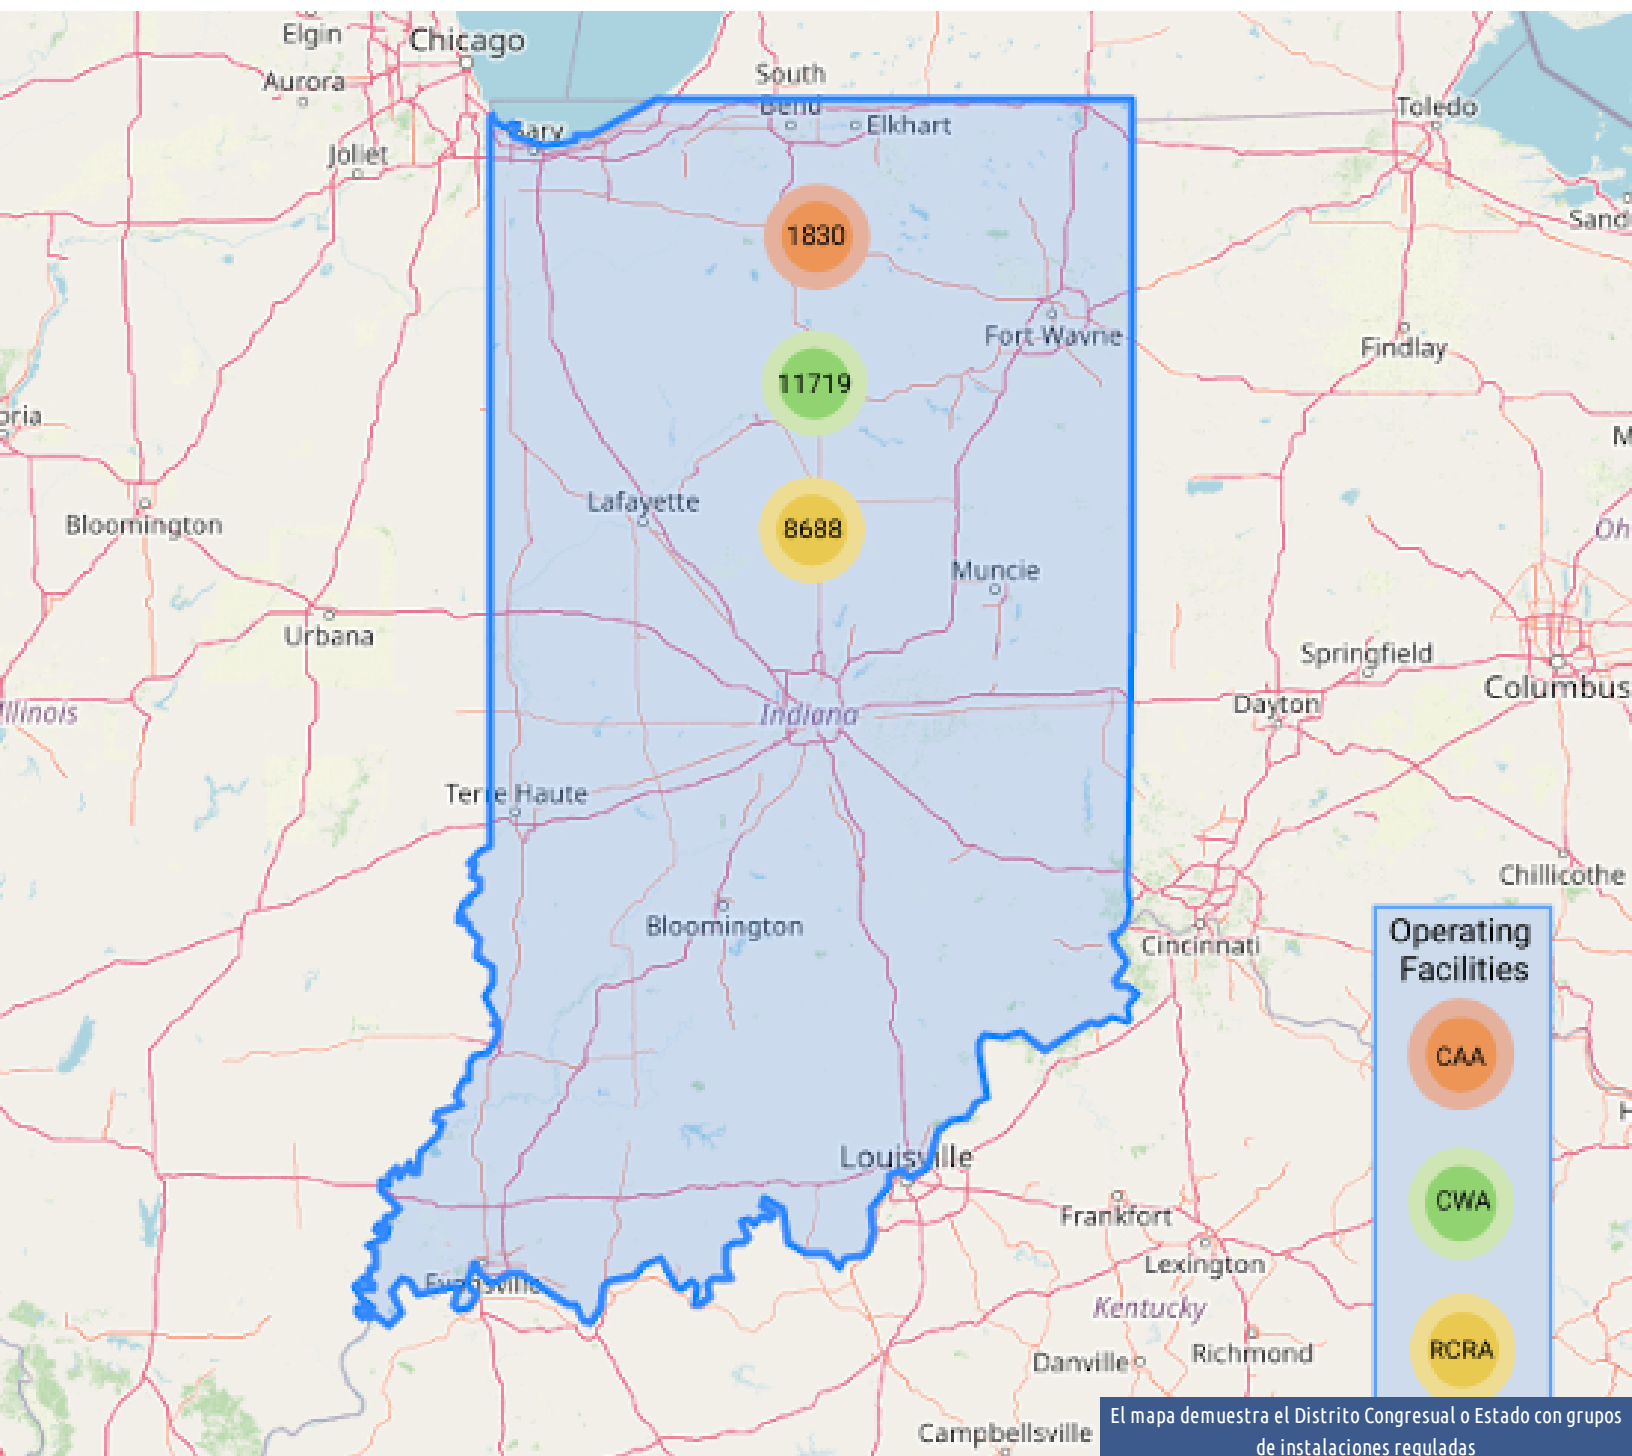 Elgin
Chicago
Aurora
South
Bend
Toledo
Gary
Elkhart
Joliet
1830
Fort Wayne
Findlay
11719
Lafayette
8688
Bloomington
Muncie
Urbana
Springfield
Columbus
Illinois
Indiana
Dayton
Terre Haute
Chillicothe
Bloomington
Cincinnati
Operating
Facilities
CAA
Louisville
CWA
Frankfort
Lexington
Evansville
Kentucky
RCRA
Danville
Richmond
Campbellsville
El mapa demuestra el Distrito Congresual o Estado con grupos
de instalaciones reguladas